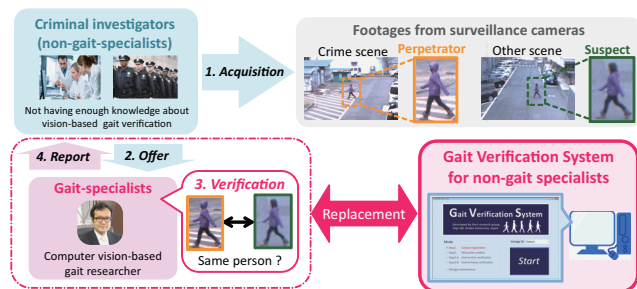 Criminal investigators
(non-gait-specialists)
Not having enough knowledge about
vision-based gait verification
1. Acquisition
Footages from surveillance cameras
Crime scene
Perpetrator
Other scene
Suspect
4. Report
2. Offer
Gait-specialists
Computer vision-based
gait researcher
3. Verification
Same person ?
Replacement
Gait Verification System
for non-gait specialists
Gait Verification System
Start